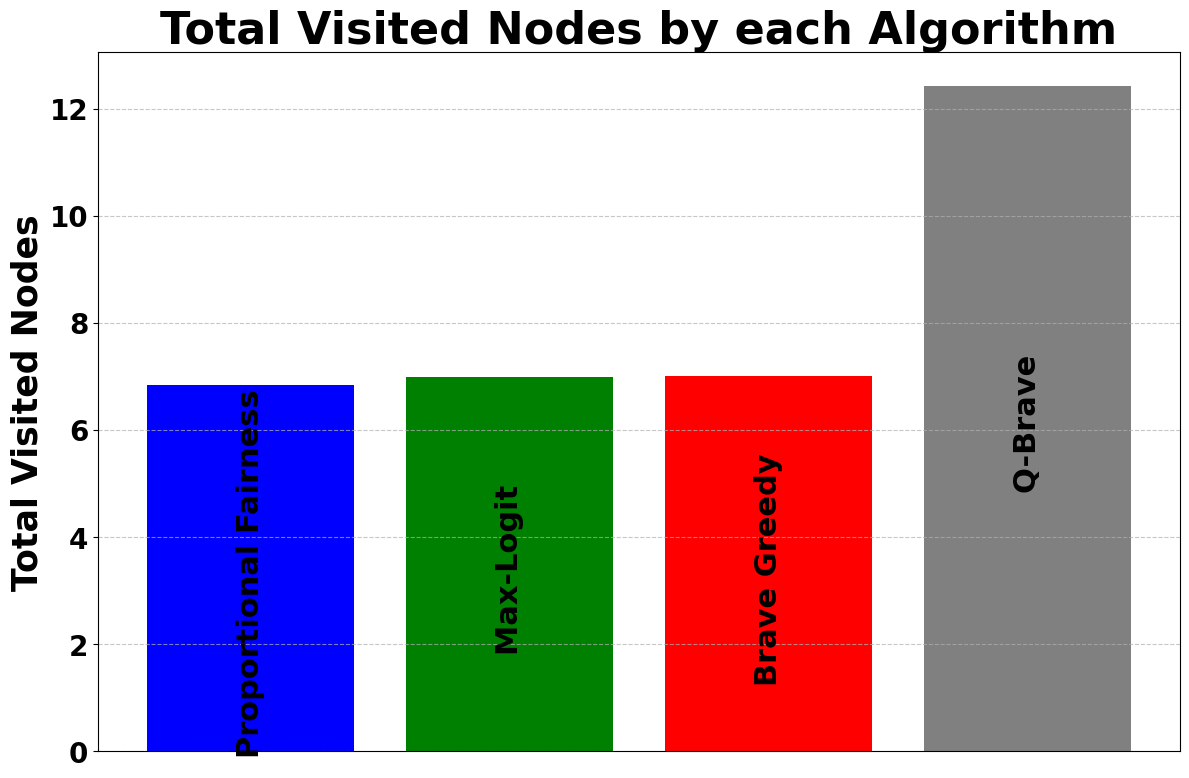 Total Visited Nodes by each Algorithm
Total Visited Nodes
12
10
8
6
4
2
0
Proportional Fairness
Max-Logit
Brave Greedy
Q-Brave